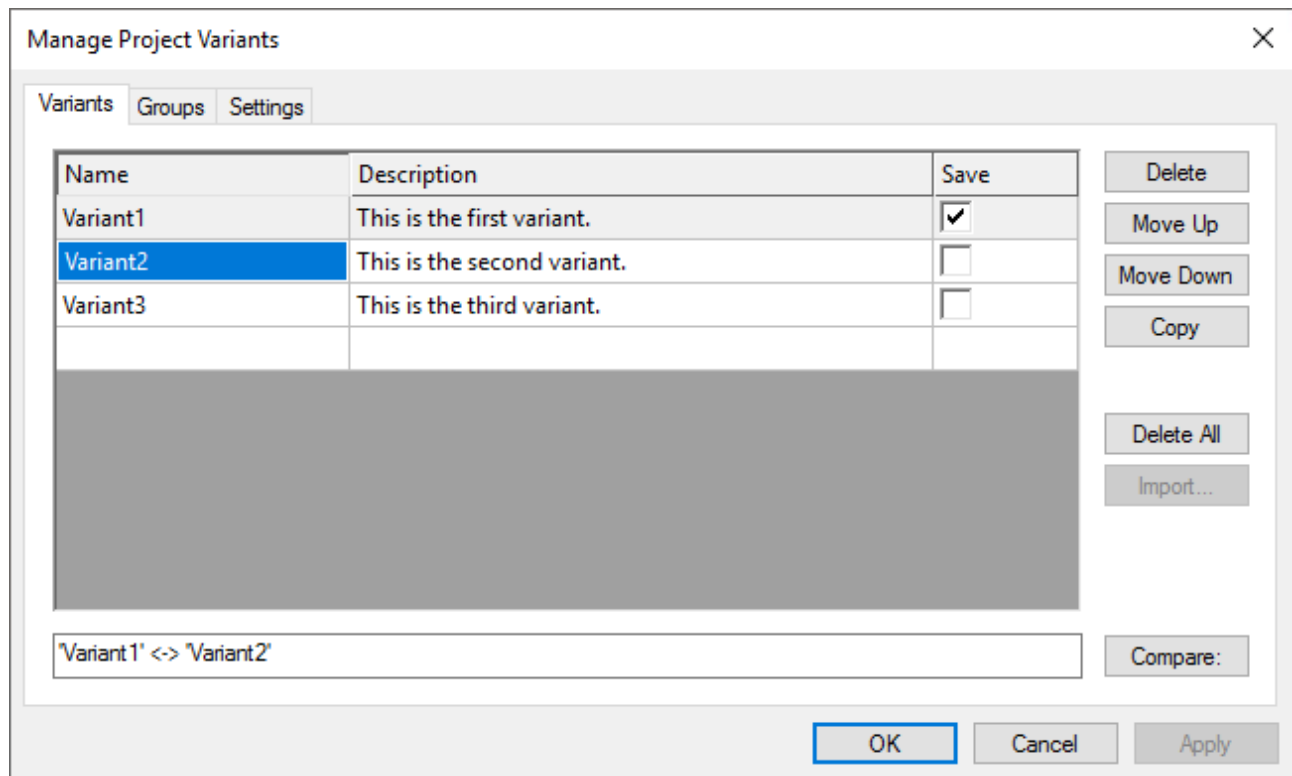 Manage Project Variants
Variants Groups Settings
Name Description Save Delete
Variant1 This is the first variant. Move Up
Variant2 This is the second variant. Move Down
Variant3 This is the third variant. Copy
Delete All
Import...
'Variant1' <-> 'Variant2' Compare:
OK Cancel Apply